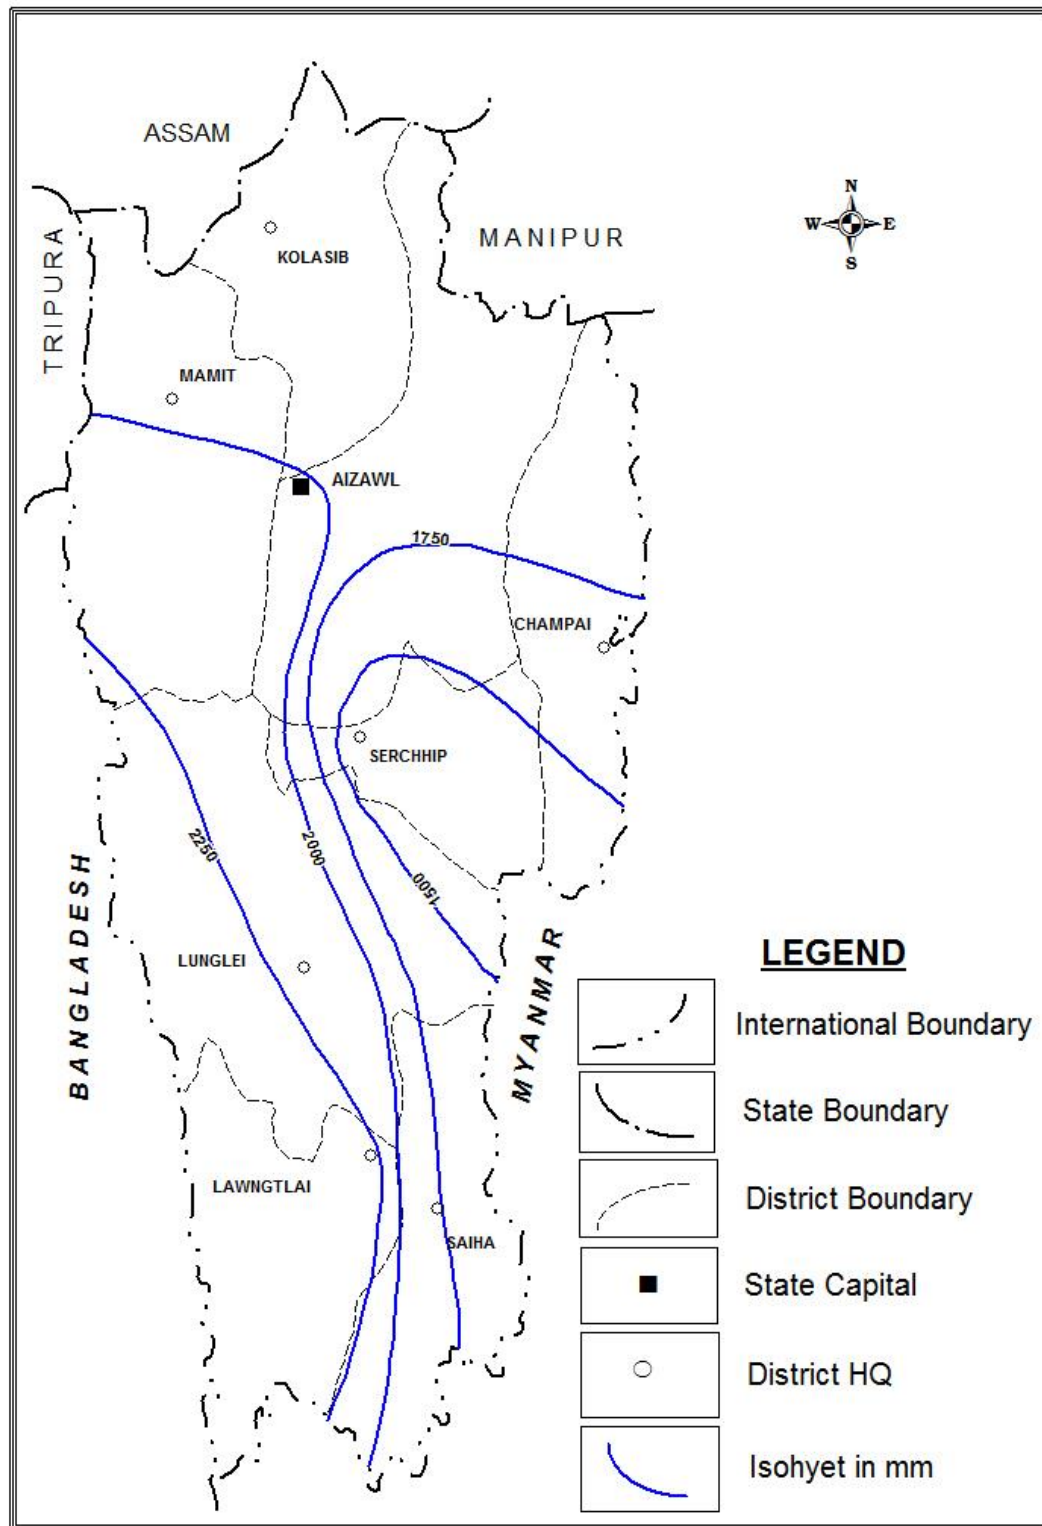 ASSAM
N
W E
S
MANIPUR
KOLASIB
TRIPURA
MAMIT
AIZAWL
1750
CHAMPAI
SERCHHIP
2250
2000
1500
BANGLADESH
LUNGLEI
MYANMAR
LAWNGTLAI
SAIHA
LEGEND
International Boundary
State Boundary
District Boundary
State Capital
District HQ
Isohyet in mm